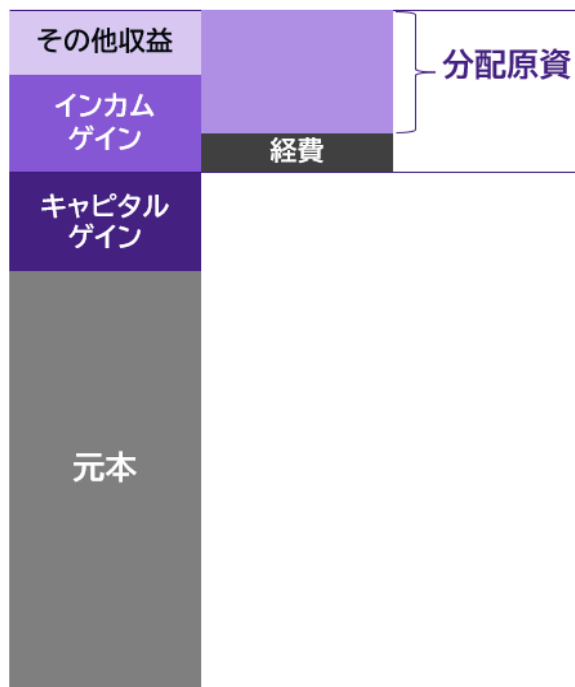 その他収益
分配原資
インカム
ゲイン
経費
キャピタル
ゲイン
元本